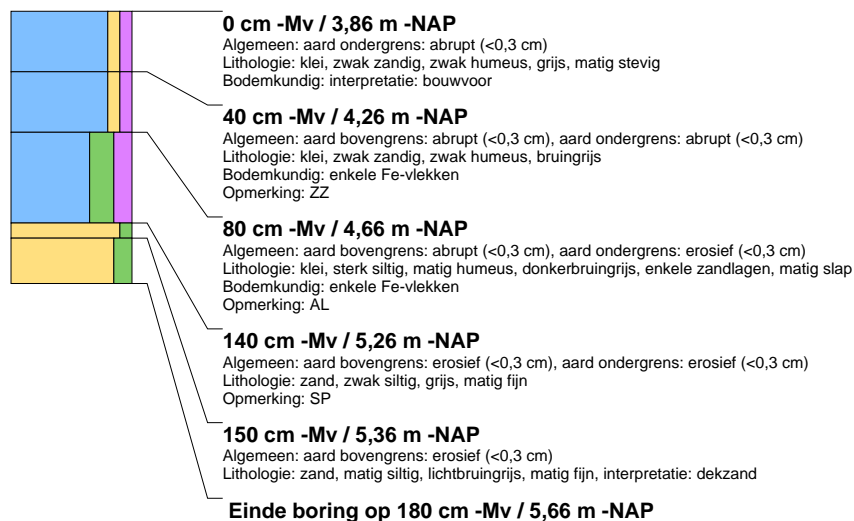 0 cm -Mv / 3,86 m -NAP
Algemeen: aard ondergrens: abrupt (<0,3 cm)
Lithologie: klei, zwak zandig, zwak humeus, grijs, matig stevig
Bodemkundig: interpretatie: bouwvoor
40 cm -Mv / 4,26 m -NAP
Algemeen: aard bovengrens: abrupt (<0,3 cm), aard ondergrens: abrupt (<0,3 cm)
Lithologie: klei, zwak zandig, zwak humeus, bruingrijs
Bodemkundig: enkele Fe-vlekken
Opmerking: ZZ
80 cm -Mv / 4,66 m -NAP
Algemeen: aard bovengrens: abrupt (<0,3 cm), aard ondergrens: erosief (<0,3 cm)
Lithologie: klei, sterk siltig, matig humeus, donkerbruingrijs, enkele zandlagen, matig slap
Bodemkundig: enkele Fe-vlekken
Opmerking: AL
140 cm -Mv / 5,26 m -NAP
Algemeen: aard bovengrens: erosief (<0,3 cm), aard ondergrens: erosief (<0,3 cm)
Lithologie: zand, zwak siltig, grijs, matig fijn
Opmerking: SP
150 cm -Mv / 5,36 m -NAP
Algemeen: aard bovengrens: erosief (<0,3 cm)
Lithologie: zand, matig siltig, lichtbruingrijs, matig fijn, interpretatie: dekzand
Einde boring op 180 cm -Mv / 5,66 m -NAP